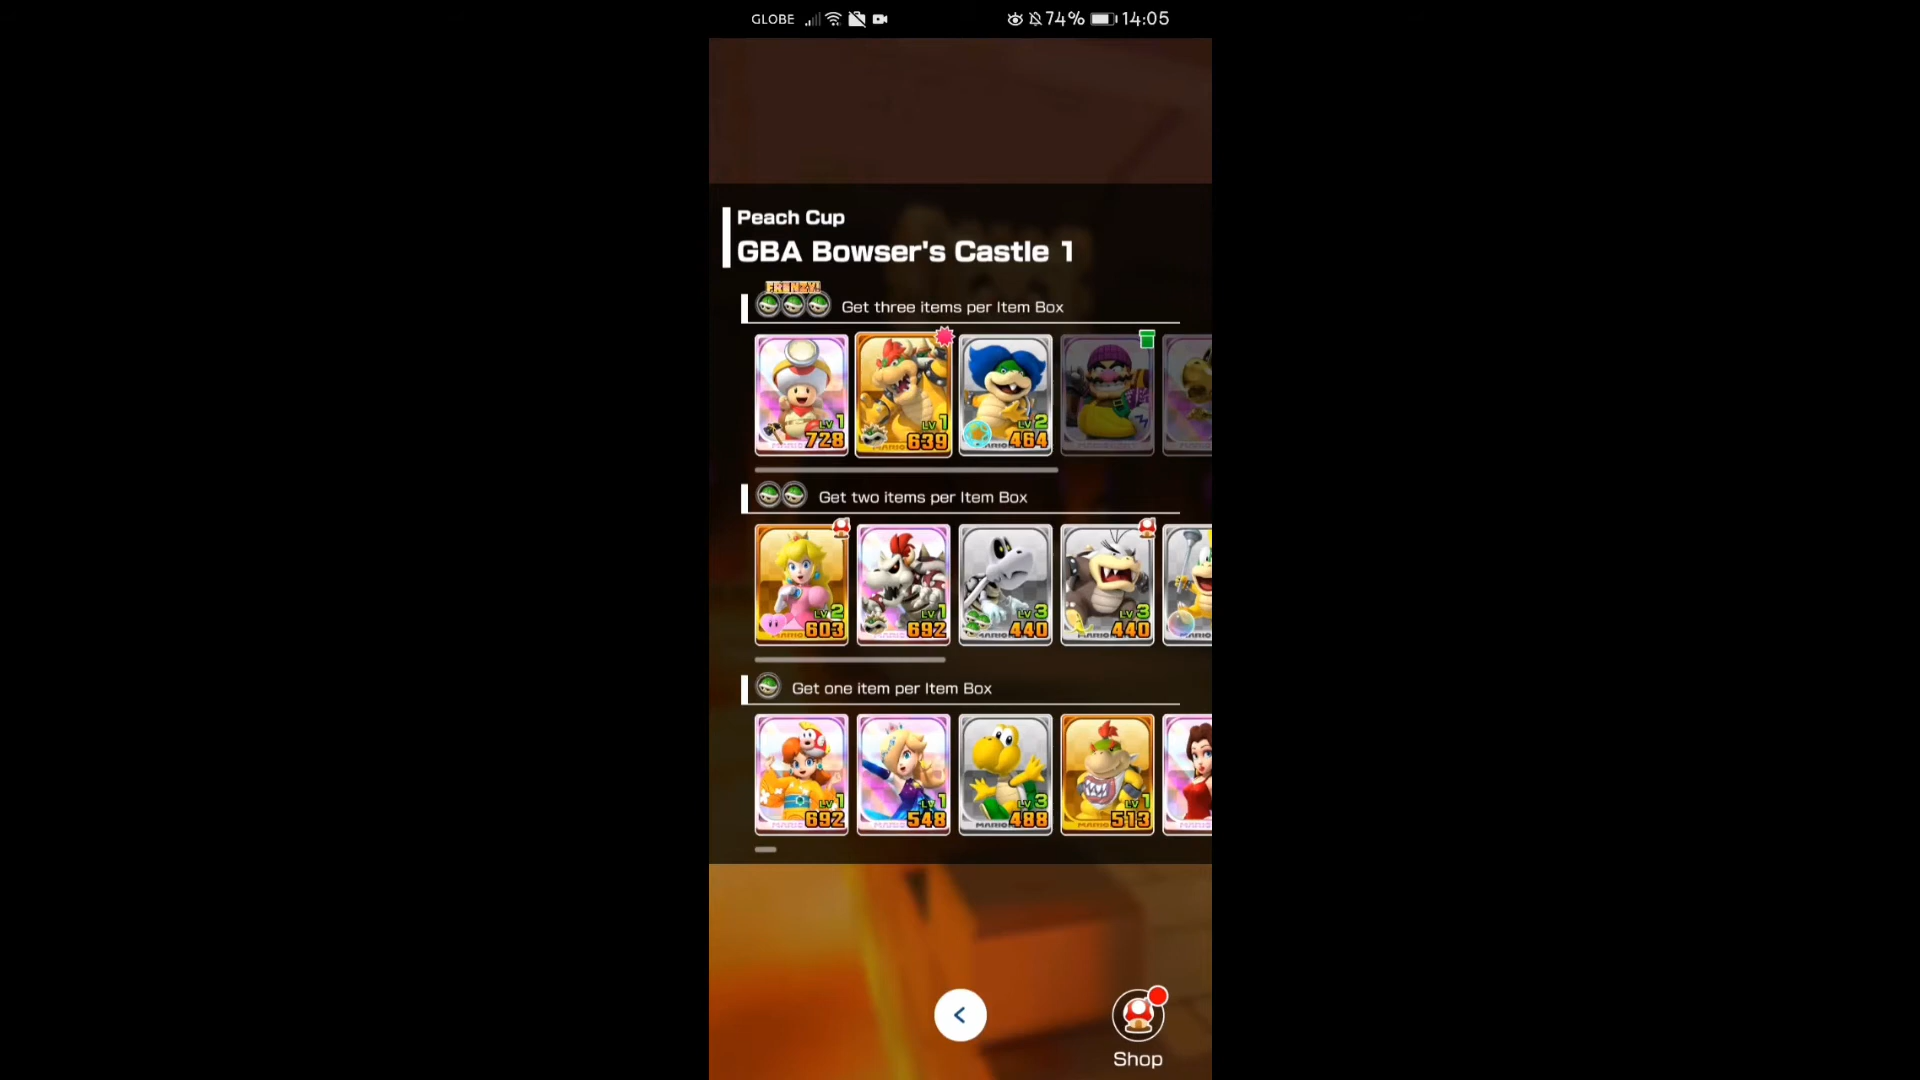 GLOBE 74% 14:05
Peach Cup
GBA Bowser's Castle 1
FRENZY!
Get three items per Item Box
LV 1 LV 1 LV 2
728 639 464
Get two items per Item Box
LV 2 LV 1 LV 3 LV 3
603 692 440 440
Get one item per Item Box
LV 1 LV 1 LV 3 LV 1
692 548 488 513
Shop